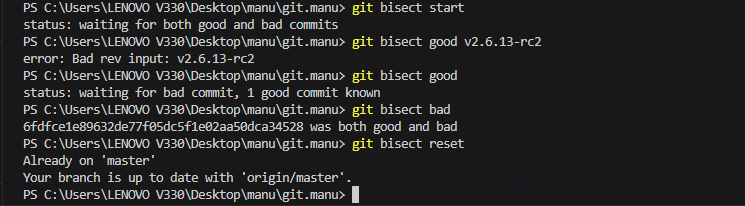 PS C:\Users\LENOVO V330\Desktop\manu\git.manu> git bisect start
status: waiting for both good and bad commits
PS C:\Users\LENOVO V330\Desktop\manu\git.manu> git bisect good v2.6.13-rc2
error: Bad rev input: v2.6.13-rc2
PS C:\Users\LENOVO V330\Desktop\manu\git.manu> git bisect good
status: waiting for bad commit, 1 good commit known
PS C:\Users\LENOVO V330\Desktop\manu\git.manu> git bisect bad
6fdfce1e89632de77f05dc5f1e02aa50dca34528 was both good and bad
PS C:\Users\LENOVO V330\Desktop\manu\git.manu> git bisect reset
Already on 'master'
Your branch is up to date with 'origin/master'.
PS C:\Users\LENOVO V330\Desktop\manu\git.manu>